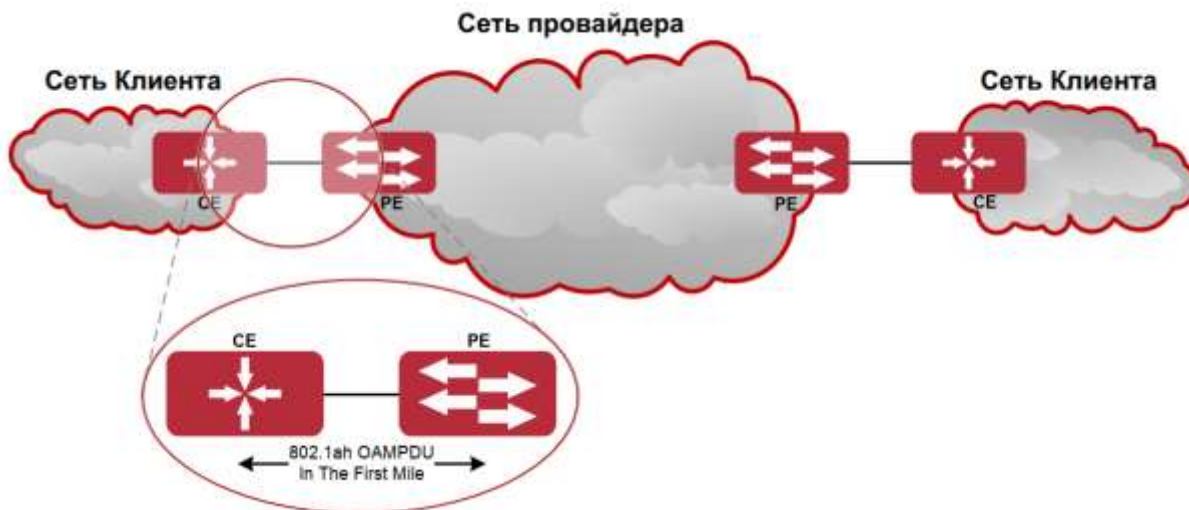 Сеть провайдера
Сеть Клиента
Сеть Клиента
CE
PE
PE
CE
CE
PE
802.1ah OAMPDU
In The First Mile